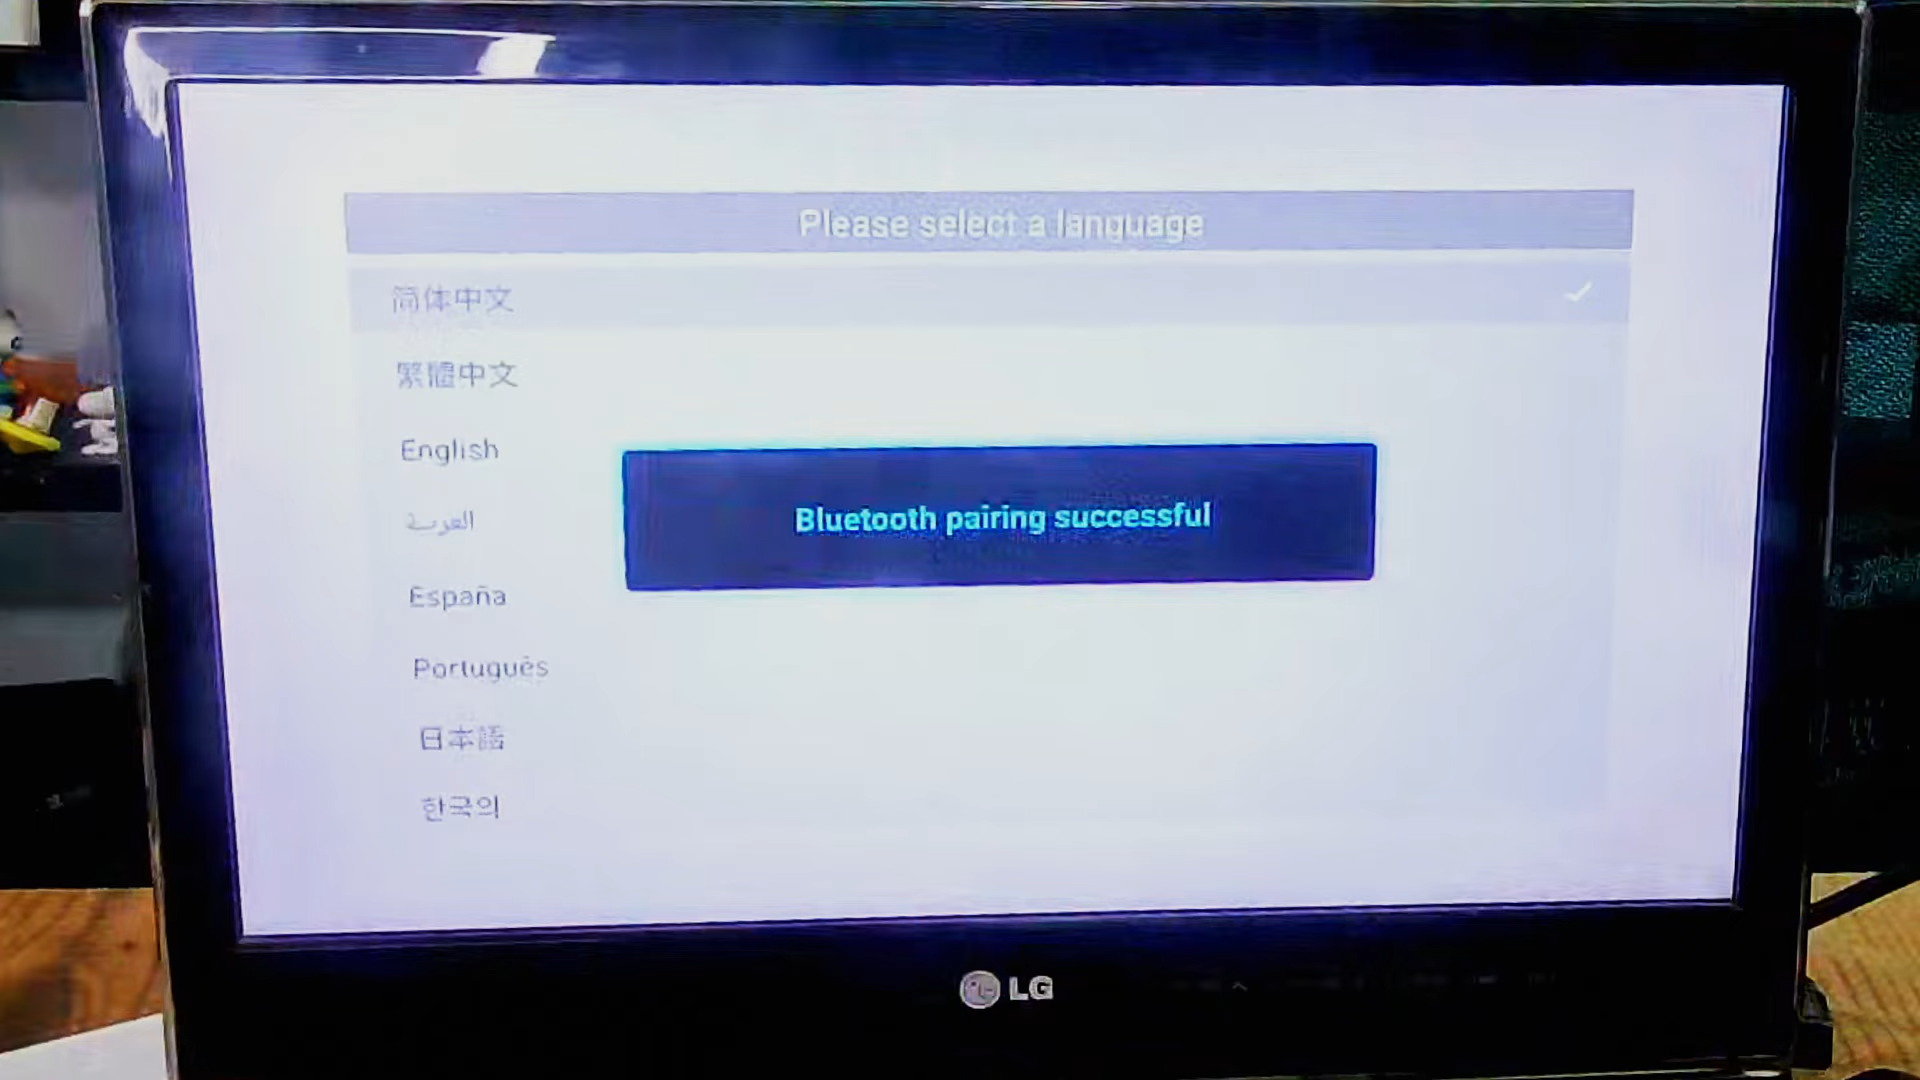 Please select a language
简体中文
繁體中文
English
العربية
España
Português
日本語
한국의
Bluetooth pairing successful
LG